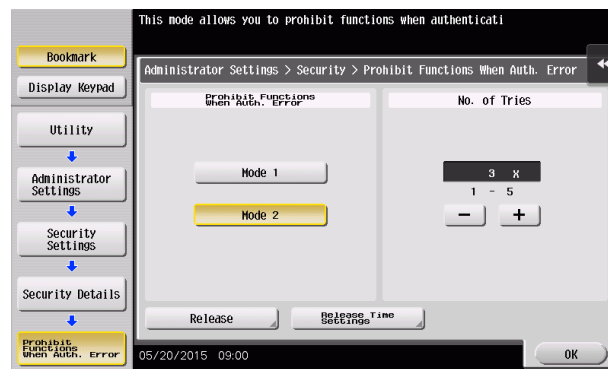 This mode allows you to prohibit functions when authenticati
Bookmark
Display Keypad
Utility
Administrator
Settings
Security
Settings
Security Details
Prohibit
Functions
When Auth. Error
Administrator Settings > Security > Prohibit Functions When Auth. Error
Prohibit Functions
When Auth. Error
Mode 1
Mode 2
No. of Tries
3 X
1 - 5
− +
Release
Release Time
Settings
05/20/2015 09:00
OK